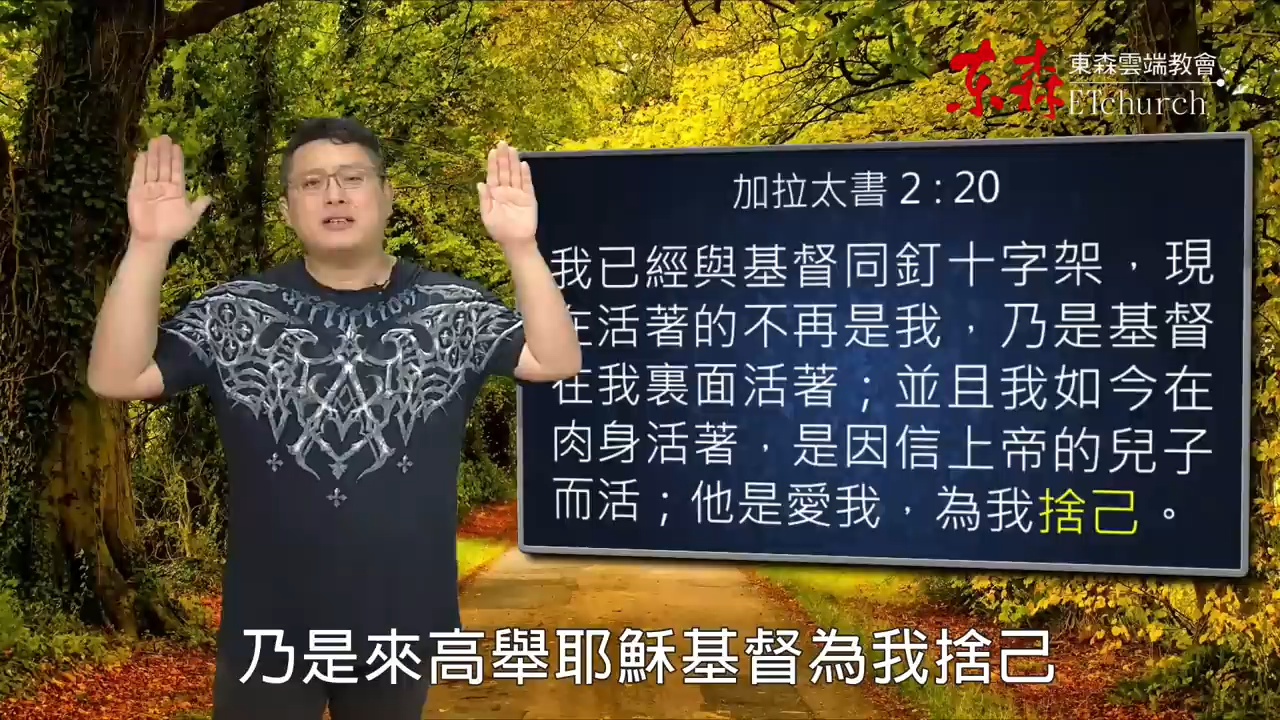 东森
東森雲端教會
ETchurch
加拉太書 2 : 20
我已經與基督同釘十字架，現
在活著的不再是我，乃是基督
在我裏面活著；並且我如今在
肉身活著，是因信上帝的兒子
而活；他是愛我，為我捨己。
乃是來高舉耶穌基督為我捨己